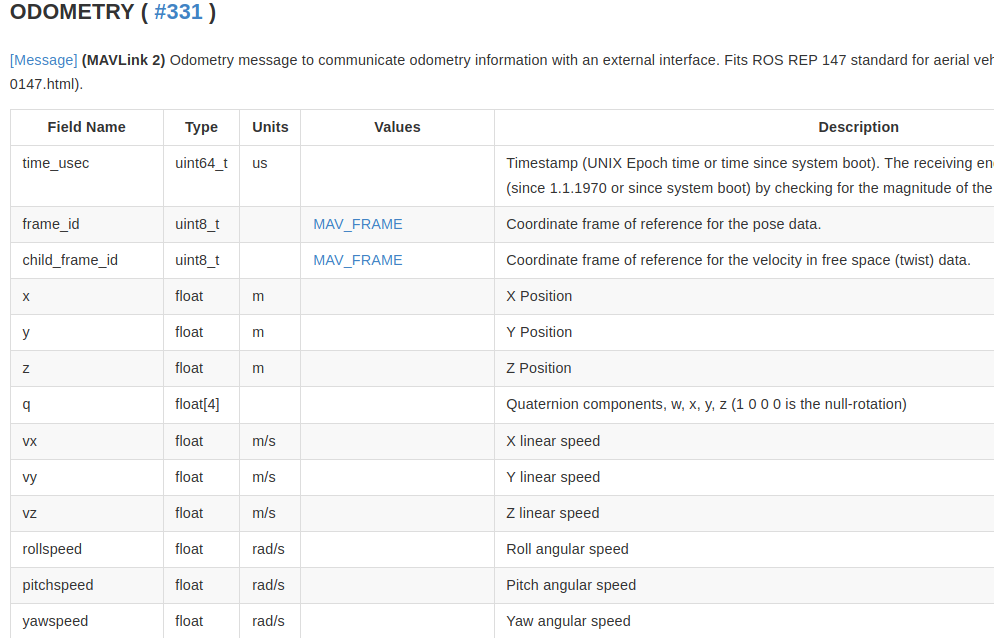 ODOMETRY ( #331 )
[Message] (MAVLink 2) Odometry message to communicate odometry information with an external interface. Fits ROS REP 147 standard for aerial
0147.html).
Field Name Type Units Values Description
time_usec uint64_t us Timestamp (UNIX Epoch time or time since system boot). The receiving
(since 1.1.1970 or since system boot) by checking for the magnitude of the
frame_id uint8_t MAV_FRAME Coordinate frame of reference for the pose data.
child_frame_id uint8_t MAV_FRAME Coordinate frame of reference for the velocity in free space (twist) data.
x float m X Position
y float m Y Position
z float m Z Position
q float[4] Quaternion components, w, x, y, z (1 0 0 0 is the null-rotation)
vx float m/s X linear speed
vy float m/s Y linear speed
vz float m/s Z linear speed
rollspeed float rad/s Roll angular speed
pitchspeed float rad/s Pitch angular speed
yawspeed float rad/s Yaw angular speed